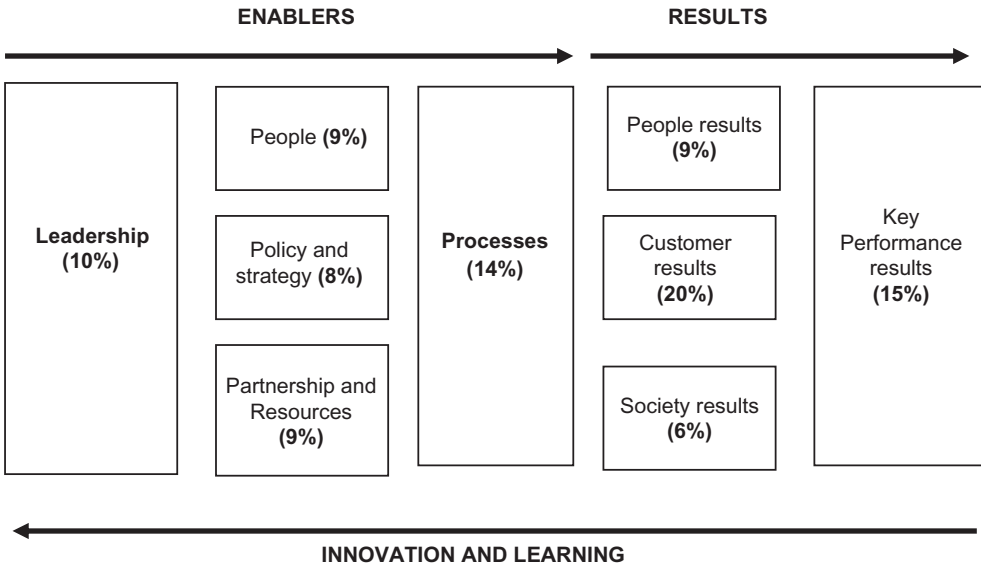 ENABLERS
RESULTS
Leadership
(10%)
People (9%)
Policy and
strategy (8%)
Partnership and
Resources
(9%)
Processes
(14%)
People results
(9%)
Customer
results
(20%)
Society results
(6%)
Key
Performance
results
(15%)
INNOVATION AND LEARNING